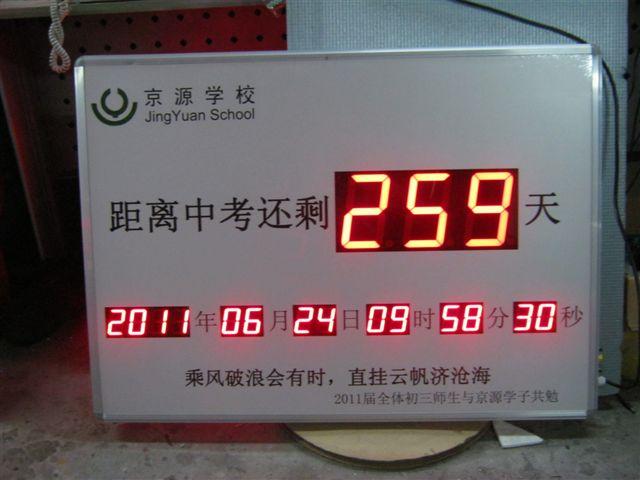 京源学校
JingYuan School
距离中考还剩259天
2011年06月24日09时58分30秒
乘风破浪会有时，直挂云帆济沧海
2011届全体初三师生与京源学子共勉